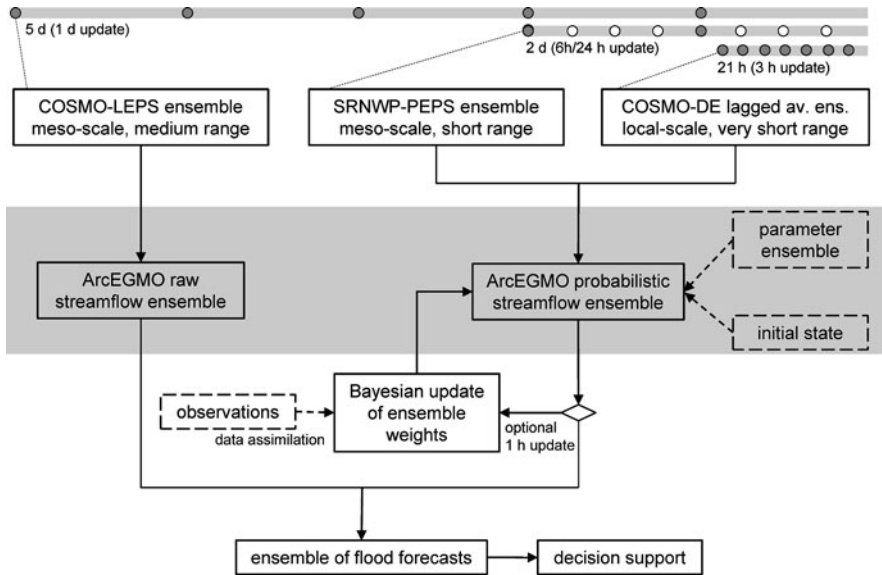 5 d (1 d update)
2 d (6h/24 h update)
21 h (3 h update)
COSMO-LEPS ensemble
meso-scale, medium range
SRNWP-PEPS ensemble
meso-scale, short range
COSMO-DE lagged av. ens.
local-scale, very short range
parameter
ensemble
ArcEGMO raw
streamflow ensemble
ArcEGMO probabilistic
streamflow ensemble
initial state
observations
data assimilation
Bayesian update
of ensemble
weights
optional
1 h update
ensemble of flood forecasts
decision support